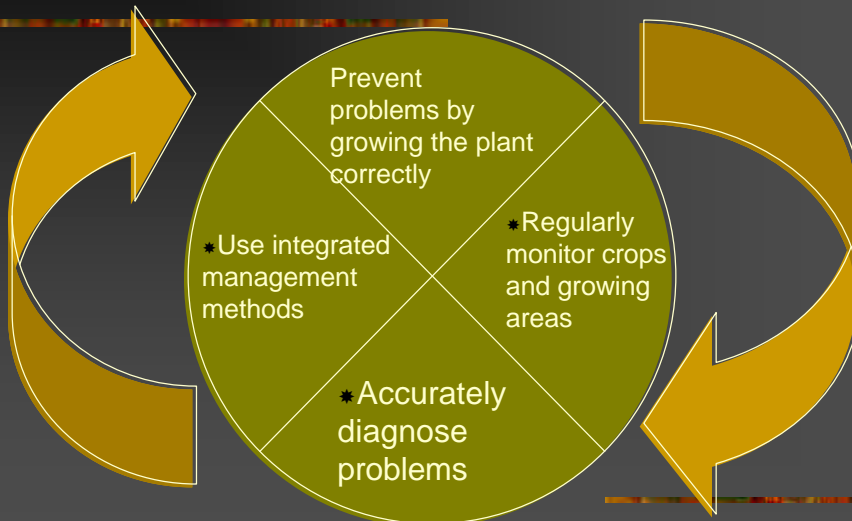 Prevent
problems by
growing the plant
correctly
✷Regularly
monitor crops
and growing
areas
✷Accurately
diagnose
problems
✷Use integrated
management
methods